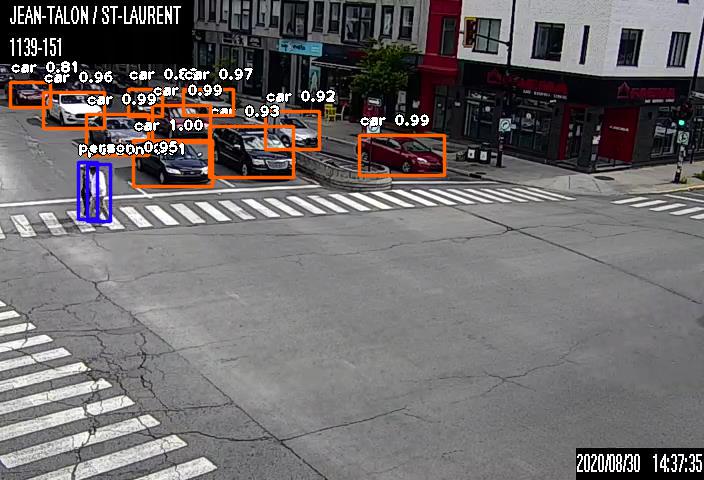 JEAN-TALON / ST-LAURENT
1139-151
car 0.81
car 0.96
car 0.97
car 0.99
car 0.99
car 0.93
car 0.92
car 1.00
car 0.99
2020/08/30 14:37:35